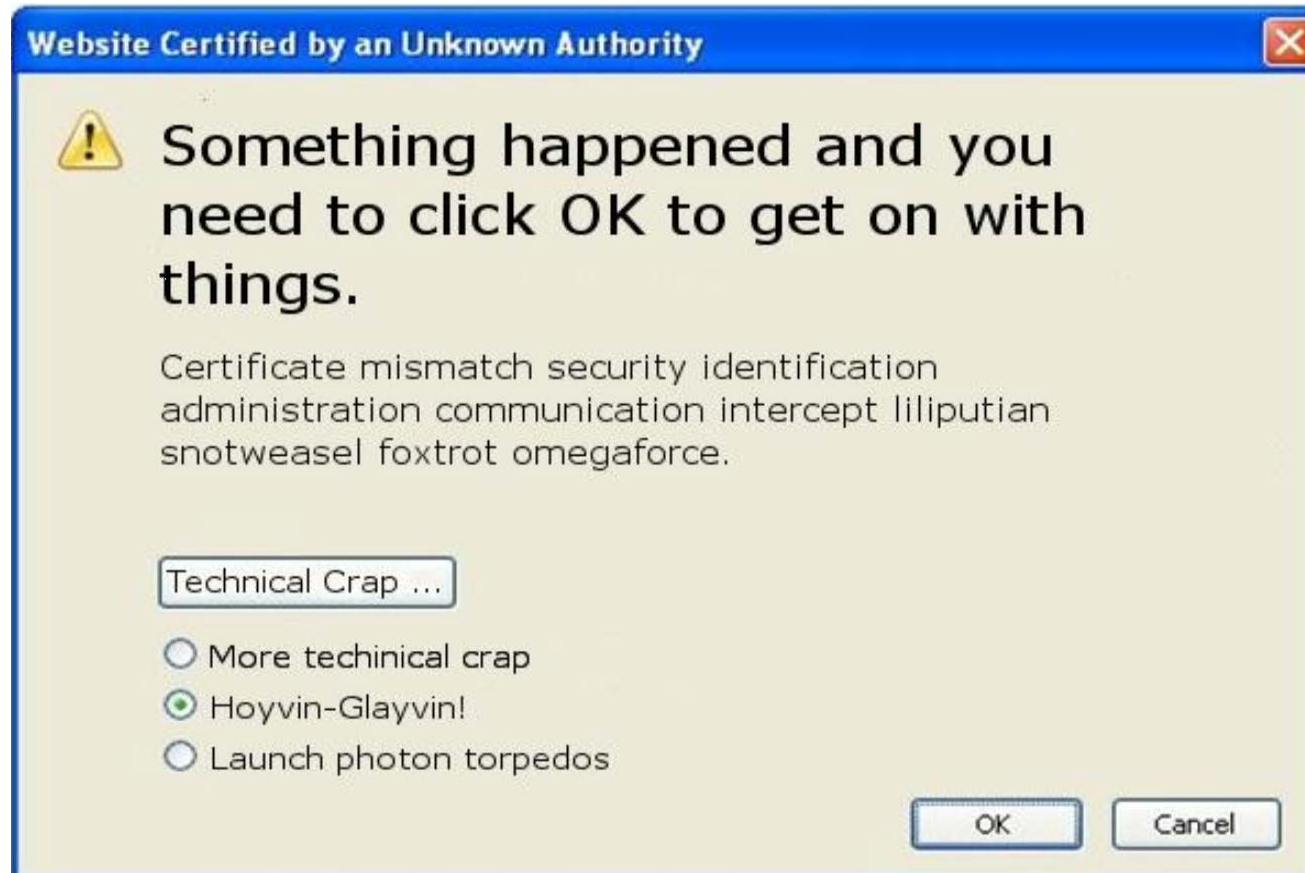 Website Certified by an Unknown Authority
Something happened and you
need to click OK to get on with
things.
Certificate mismatch security identification
administration communication intercept liliputian
snotweasel foxtrot omegaforce.
Technical Crap ...
More techinical crap
Hoyvin-Glayvin!
Launch photon torpedos
OK
Cancel